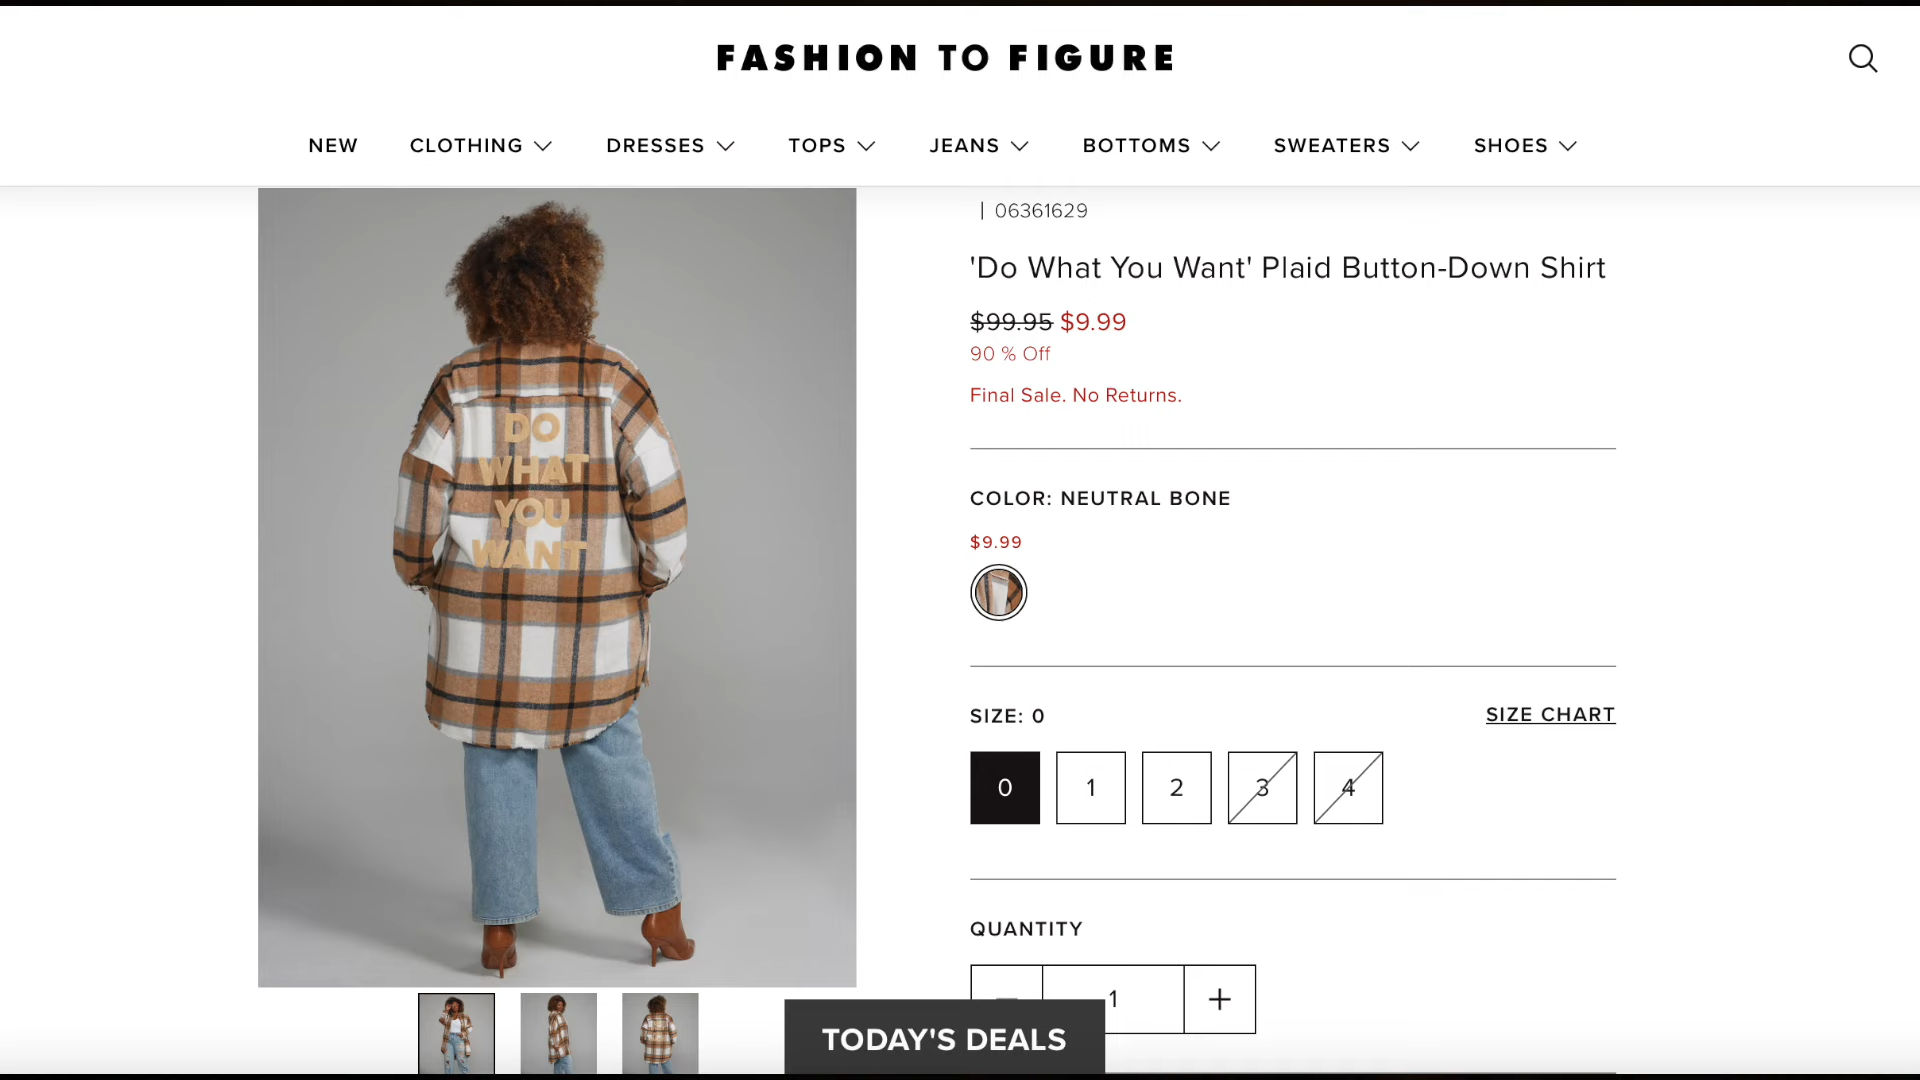 FASHION TO FIGURE
NEW CLOTHING DRESSES TOPS JEANS BOTTOMS SWEATERS SHOES
| 06361629
'Do What You Want' Plaid Button-Down Shirt
$99.95 $9.99
90 % Off
Final Sale. No Returns.
DO
WHAT
YOU
WANT
COLOR: NEUTRAL BONE
$9.99
SIZE: 0 SIZE CHART
0 1 2 3 4
QUANTITY
1 +
TODAY'S DEALS